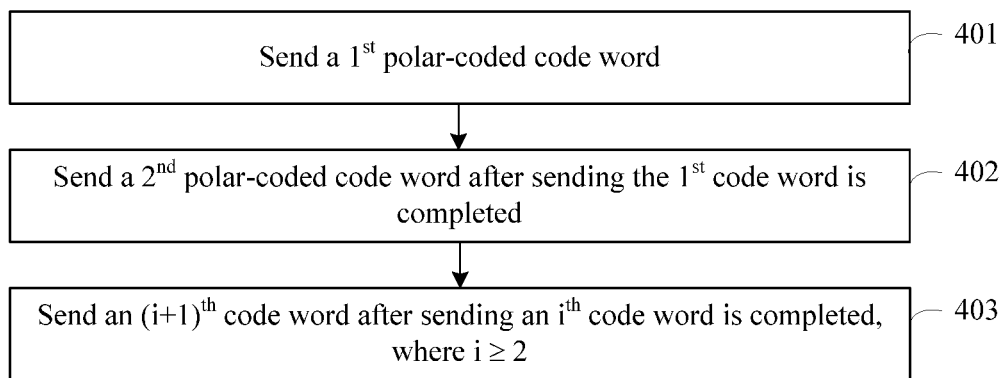 Send a 1st polar-coded code word
401
Send a 2nd polar-coded code word after sending the 1st code word is
completed
402
Send an (i+1)th code word after sending an ith code word is completed,
where i ≥ 2
403